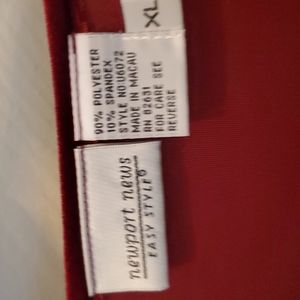 XL
90% POLYESTER
10% SPANDEX
STYLE NO:U6072
MADE IN MACAU
RN 82631
FOR CARE SEE
REVERSE
newport news
EASY STYLE®